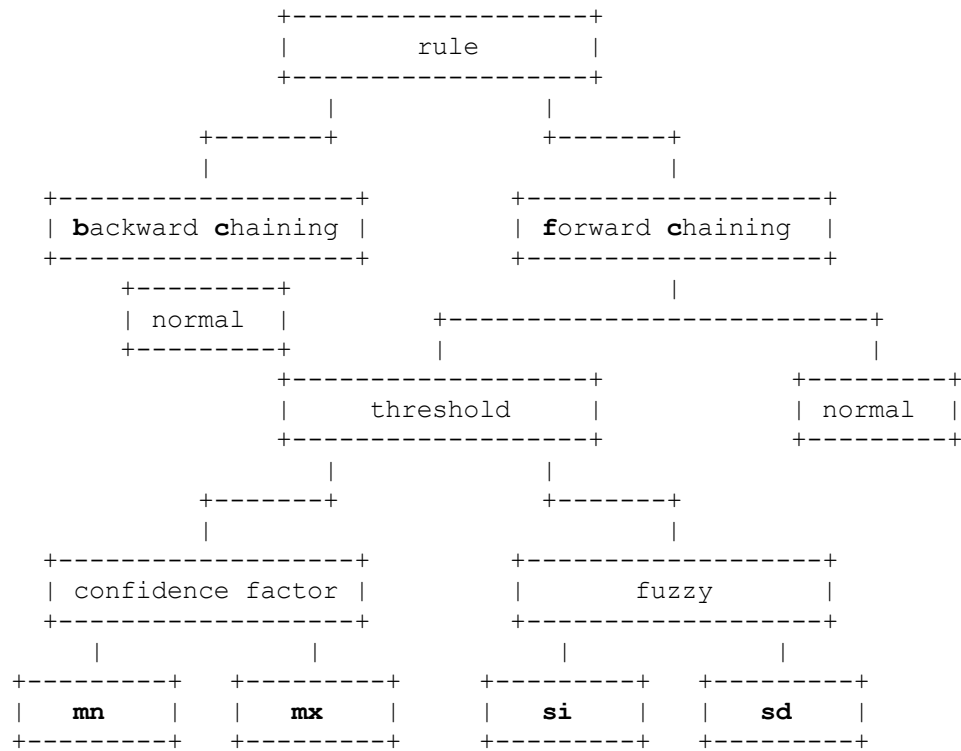 rule
backward chaining forward chaining
normal
threshold normal
confidence factor fuzzy
mn mx si sd